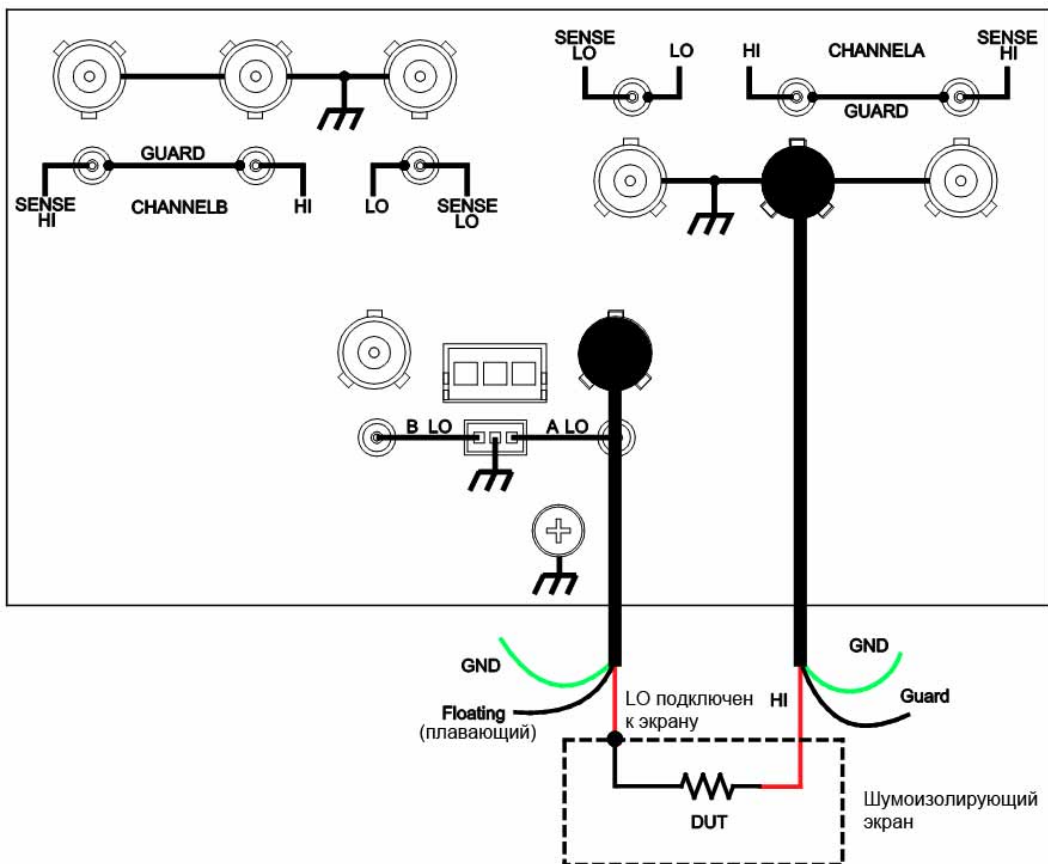 SENSE
LO
LO
HI
CHANNELA
SENSE
HI
GUARD
GUARD
SENSE
HI
CHANNELB
HI
LO
SENSE
LO
B LO
A LO
GND
Floating
(плавающий)
LO подключен
к экрану
HI
GND
Guard
DUT
Шумоизолирующий
экран